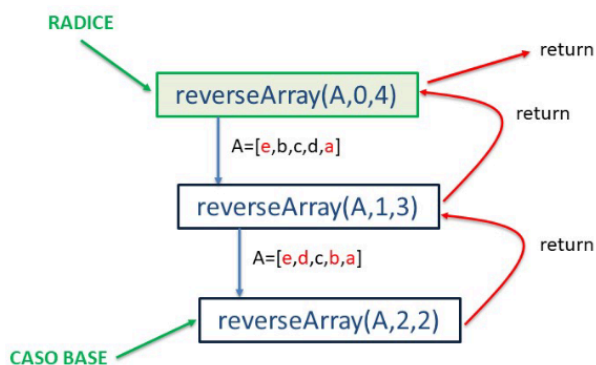 RADICE
return
reverseArray(A,0,4)
return
A=[e,b,c,d,a]
reverseArray(A,1,3)
return
A=[e,d,c,b,a]
reverseArray(A,2,2)
CASO BASE